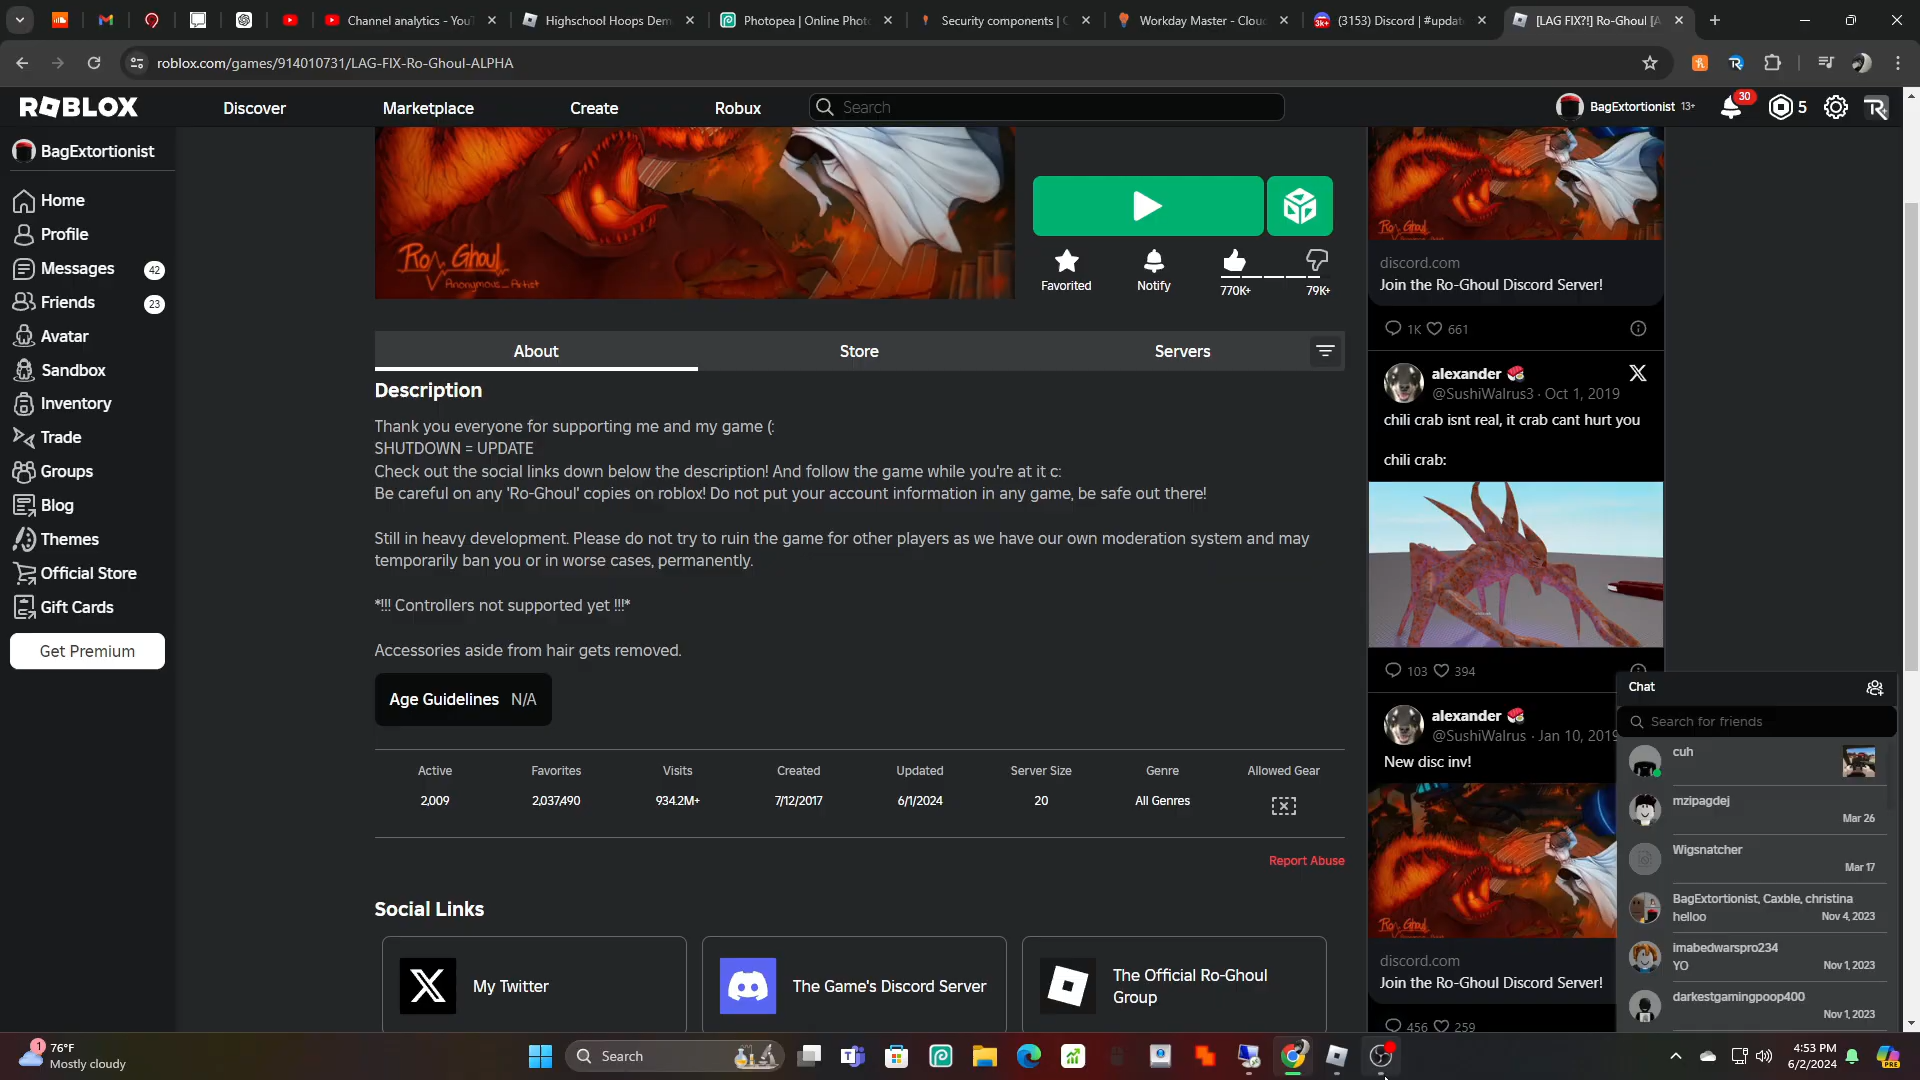 Channel analytics - You
Highschool Hoops Dem
Photopea | Online Phot
Security components | C
Workday Master - Clou
(3153) Discord | #updat
[LAG FIX?!] Ro-Ghoul [A
roblox.com/games/914010731/LAG-FIX-Ro-Ghoul-ALPHA
ROBLOX
Discover
Marketplace
Create
Robux
Search
BagExtortionist 13+
30
5
BagExtortionist
Home
Profile
Messages 42
Friends 23
Avatar
Sandbox
Inventory
Trade
Groups
Blog
Themes
Official Store
Gift Cards
Get Premium
Ro-Ghoul
Anonymous_Artist
Favorited
Notify
770K+
79K+
About
Store
Servers
Description
Thank you everyone for supporting me and my game (:
SHUTDOWN = UPDATE
Check out the social links down below the description! And follow the game while you're at it c:
Be careful on any 'Ro-Ghoul' copies on roblox! Do not put your account information in any game, be safe out there!
Still in heavy development. Please do not try to ruin the game for other players as we have our own moderation system and may
temporarily ban you or in worse cases, permanently.
*!!! Controllers not supported yet !!!*
Accessories aside from hair gets removed.
Age Guidelines N/A
Active Favorites Visits Created Updated Server Size Genre Allowed Gear
2,009 2,037,490 934.2M+ 7/12/2017 6/1/2024 20 All Genres
Report Abuse
Social Links
My Twitter
The Game's Discord Server
The Official Ro-Ghoul
Group
Ro-Ghoul
discord.com
Join the Ro-Ghoul Discord Server!
1K 661
alexander
@SushiWalrus3 · Oct 1, 2019
chili crab isnt real, it crab cant hurt you
chili crab:
103 394
alexander
@SushiWalrus · Jan 10, 2019
New disc inv!
Ro-Ghoul
discord.com
Join the Ro-Ghoul Discord Server!
456 259
Chat
Search for friends
cuh
mzipagdej
Mar 26
Wigsnatcher
Mar 17
BagExtortionist, Caxble, christina
helloo Nov 4, 2023
imabedwarspro234
YO Nov 1, 2023
darkestgamingpoop400
Nov 1, 2023
1
76°F
Mostly cloudy
Search
4:53 PM
6/2/2024
PRE